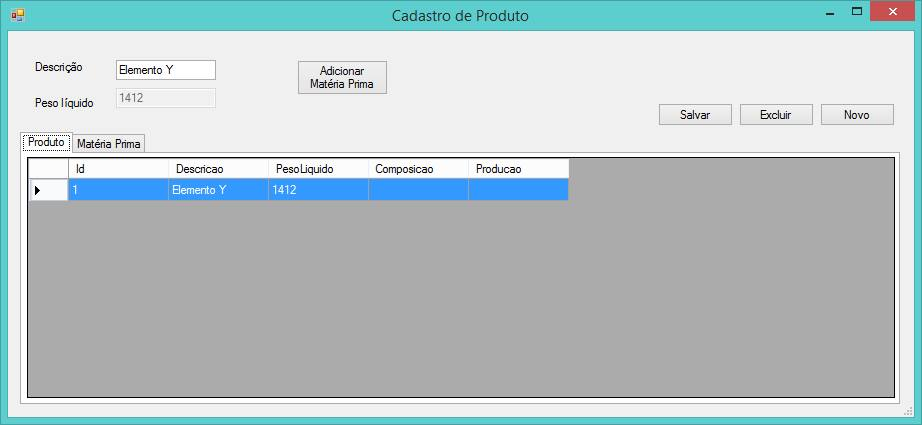 Cadastro de Produto
Descrição Elemento Y
Adicionar
Matéria Prima
Peso líquido 1412
Salvar Excluir Novo
Produto Matéria Prima
Id Descricao PesoLiquido Composicao Producao
1 Elemento Y 1412